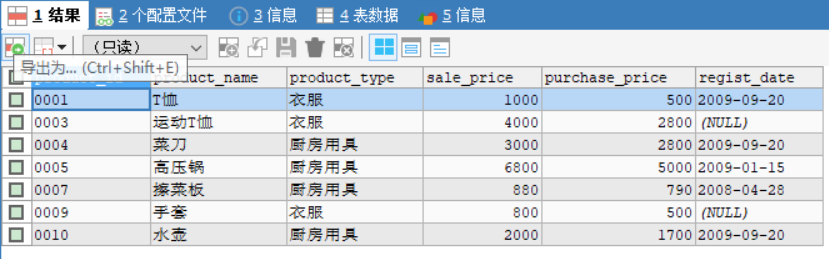 1 结果 2 个配置文件 3 信息 4 表数据 5 信息
（只读）
导出为... (Ctrl+Shift+E)
product_name product_type sale_price purchase_price regist_date
0001 T恤 衣服 1000 500 2009-09-20
0003 运动T恤 衣服 4000 2800 (NULL)
0004 菜刀 厨房用具 3000 2800 2009-09-20
0005 高压锅 厨房用具 6800 5000 2009-01-15
0007 擦菜板 厨房用具 880 790 2008-04-28
0009 手套 衣服 800 500 (NULL)
0010 水壶 厨房用具 2000 1700 2009-09-20